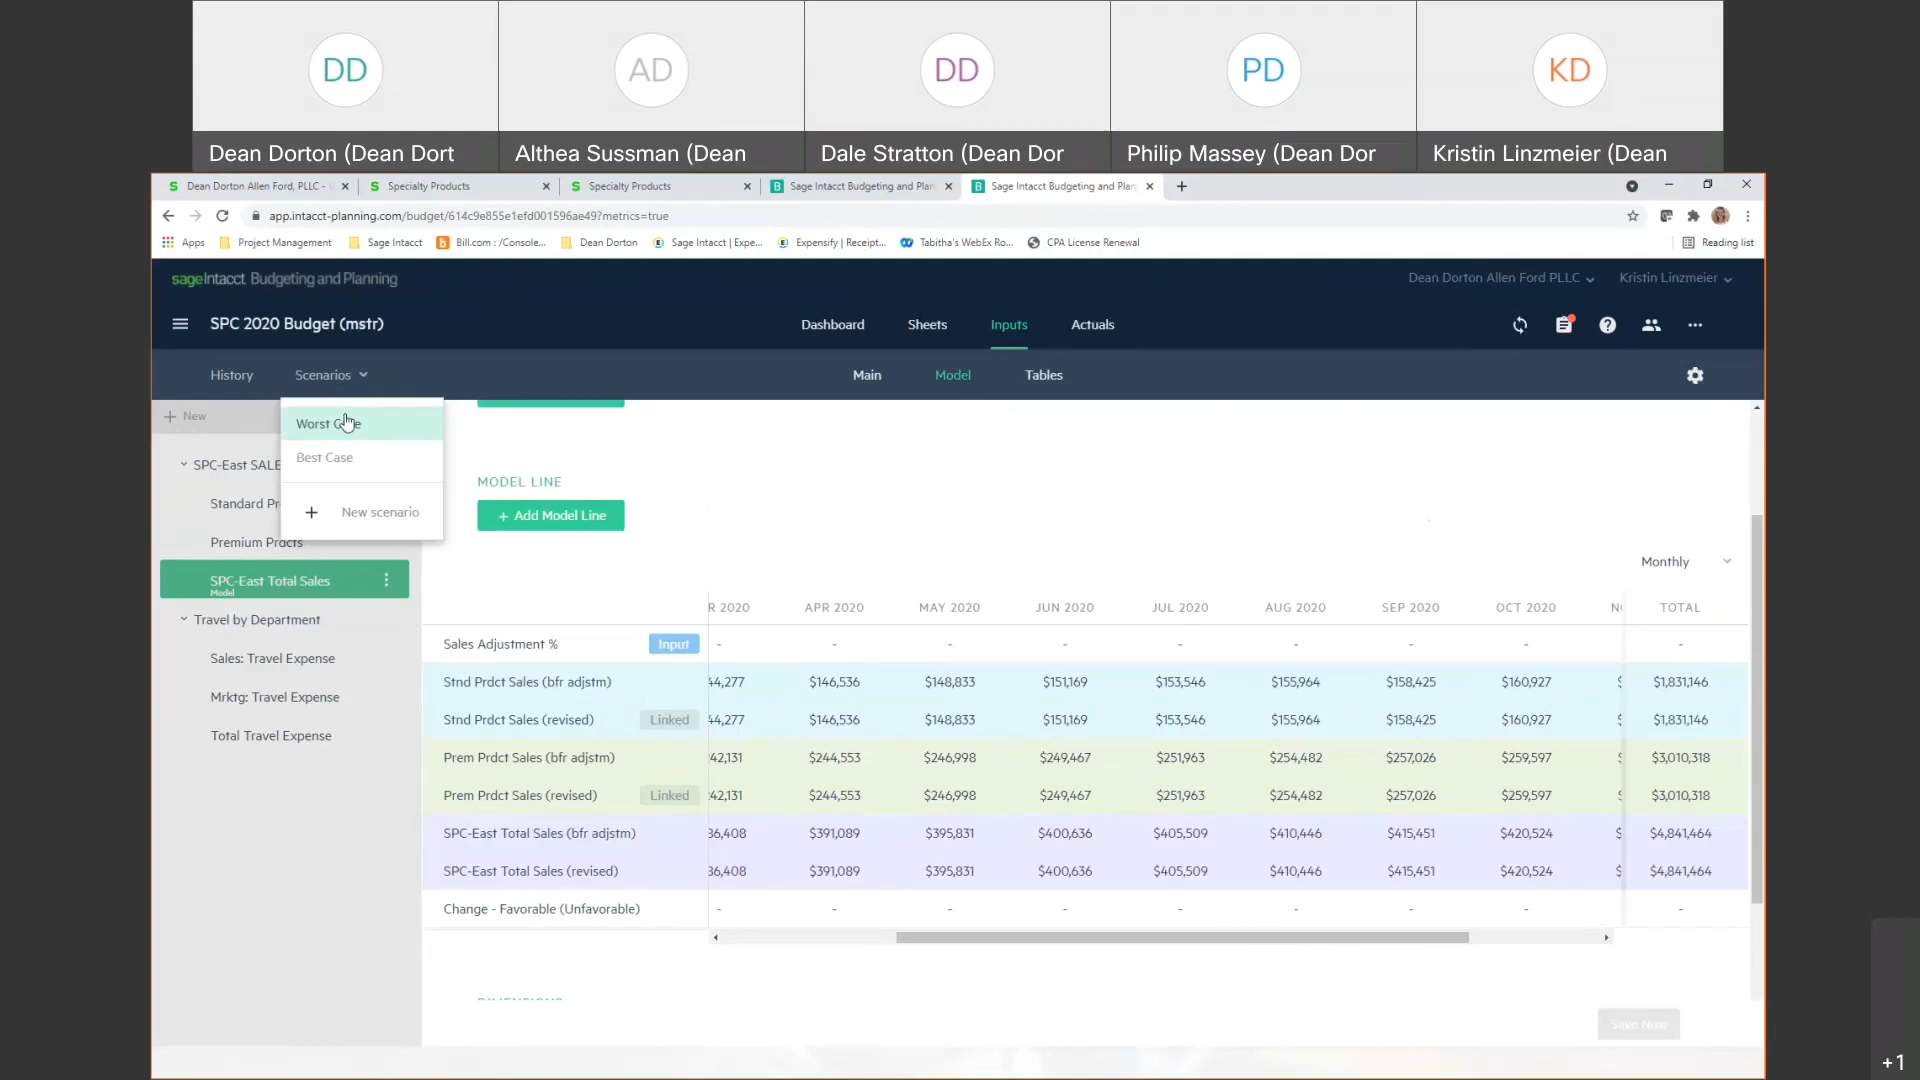 DD
AD
DD
PD
KD
Dean Dorton (Dean Dort
Althea Sussman (Dean
Dale Stratton (Dean Dor
Philip Massey (Dean Dor
Kristin Linzmeier (Dean
Dean Dorton Allen Ford, PLLC -
Specialty Products
Specialty Products
Sage Intacct Budgeting and Plan
Sage Intacct Budgeting and Plan
app.intacct-planning.com/budget/614c9e855e1efd001596ae49?metrics=true
Apps
Project Management
Sage Intacct
Bill.com : /Console...
Dean Dorton
Sage Intacct | Expe...
Expensify | Receipt...
Tabitha's WebEx Ro...
CPA License Renewal
Reading list
sage Intacct Budgeting and Planning
Dean Dorton Allen Ford PLLC
Kristin Linzmeier
SPC 2020 Budget (mstr)
Dashboard
Sheets
Inputs
Actuals
History
Scenarios
Main
Model
Tables
+ New
Worst
Best Case
+ New scenario
SPC-East SALE
Standard Pr
Premium Prdcts
SPC-East Total Sales
Model
Travel by Department
Sales: Travel Expense
Mrktg: Travel Expense
Total Travel Expense
MODEL LINE
+ Add Model Line
Monthly
R 2020 APR 2020 MAY 2020 JUN 2020 JUL 2020 AUG 2020 SEP 2020 OCT 2020 NO TOTAL
Sales Adjustment % Input - - - - - - - - -
Stnd Prdct Sales (bfr adjstm) 44,277 $146,536 $148,833 $151,169 $153,546 $155,964 $158,425 $160,927 $ $1,831,146
Stnd Prdct Sales (revised) Linked 44,277 $146,536 $148,833 $151,169 $153,546 $155,964 $158,425 $160,927 $ $1,831,146
Prem Prdct Sales (bfr adjstm) 42,131 $244,553 $246,998 $249,467 $251,963 $254,482 $257,026 $259,597 $ $3,010,318
Prem Prdct Sales (revised) Linked 42,131 $244,553 $246,998 $249,467 $251,963 $254,482 $257,026 $259,597 $ $3,010,318
SPC-East Total Sales (bfr adjstm) 36,408 $391,089 $395,831 $400,636 $405,509 $410,446 $415,451 $420,524 $ $4,841,464
SPC-East Total Sales (revised) 36,408 $391,089 $395,831 $400,636 $405,509 $410,446 $415,451 $420,524 $ $4,841,464
Change - Favorable (Unfavorable) - - - - - - - - -
Save Now
+1